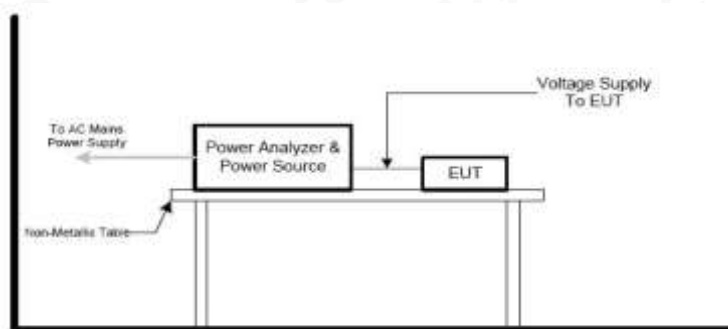 Voltage Supply
To EUT
To AC Mains
Power Supply
Power Analyzer &
Power Source
EUT
Non-Metallic Table